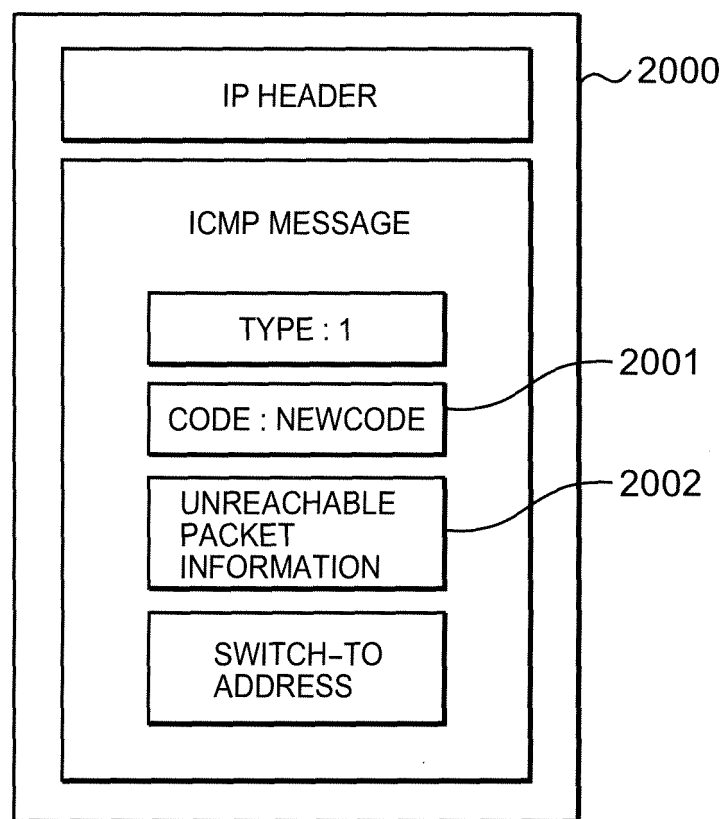 IP HEADER
2000
ICMP MESSAGE
TYPE : 1
2001
CODE : NEWCODE
2002
UNREACHABLE
PACKET
INFORMATION
SWITCH-TO
ADDRESS